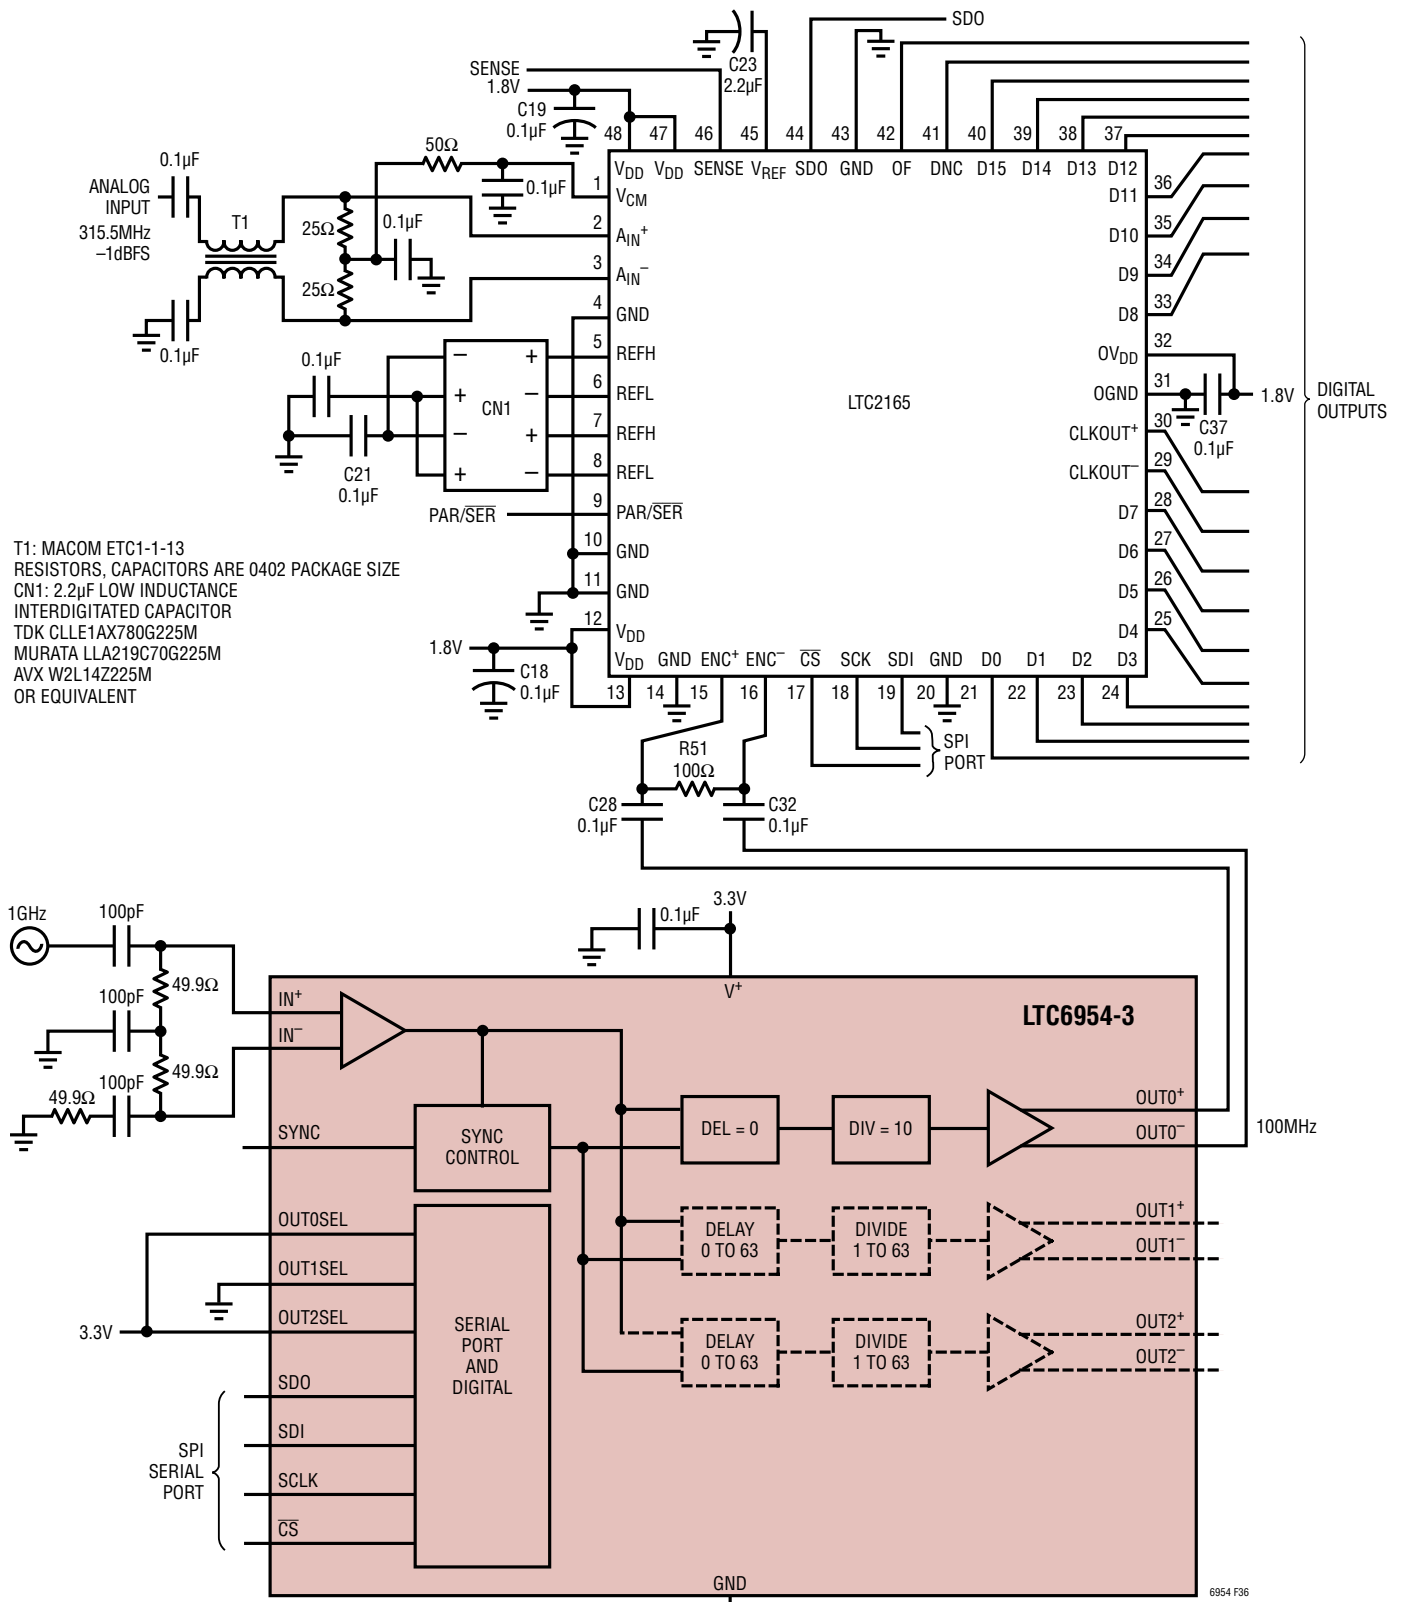 SDO
C23
2.2µF
SENSE
1.8V
C19
0.1µF
48
47
46
45
44
43
42
41
40
39
38
37
VDD
VDD
SENSE
VREF
SDO
GND
OF
DNC
D15
D14
D13
D12
50Ω
0.1µF
0.1µF
ANALOG
INPUT
315.5MHz
–1dBFS
T1
25Ω
0.1µF
25Ω
0.1µF
1
VCM
2
AIN+
3
AIN–
4
GND
5
REFH
6
REFL
7
REFH
8
REFL
9
PAR/SER
PAR/SER
10
GND
11
GND
12
VDD
0.1µF
C21
0.1µF
–
+
–
+
CN1
+
–
+
–
LTC2165
36
D11
35
D10
34
D9
33
D8
32
OVDD
31
OGND
30
CLKOUT+
29
CLKOUT–
28
D7
27
D6
26
D5
25
D4
1.8V
C37
0.1µF
DIGITAL
OUTPUTS
T1: MACOM ETC1-1-13
RESISTORS, CAPACITORS ARE 0402 PACKAGE SIZE
CN1: 2.2µF LOW INDUCTANCE
INTERDIGITATED CAPACITOR
TDK CLLE1AX780G225M
MURATA LLA219C70G225M
AVX W2L14Z225M
OR EQUIVALENT
1.8V
C18
0.1µF
VDD
GND
ENC+
ENC–
CS
SCK
SDI
GND
D0
D1
D2
D3
13
14
15
16
17
18
19
20
21
22
23
24
SPI
PORT
R51
100Ω
C28
0.1µF
C32
0.1µF
3.3V
0.1µF
1GHz
100pF
49.9Ω
100pF
49.9Ω
100pF
49.9Ω
V+
LTC6954-3
IN+
IN–
SYNC
SYNC
CONTROL
DEL = 0
DIV = 10
OUT0+
OUT0–
100MHz
DELAY
0 TO 63
DIVIDE
1 TO 63
OUT1+
OUT1–
DELAY
0 TO 63
DIVIDE
1 TO 63
OUT2+
OUT2–
OUT0SEL
OUT1SEL
OUT2SEL
3.3V
SERIAL
PORT
AND
DIGITAL
SDO
SDI
SCLK
CS
SPI
SERIAL
PORT
GND
6954 F36